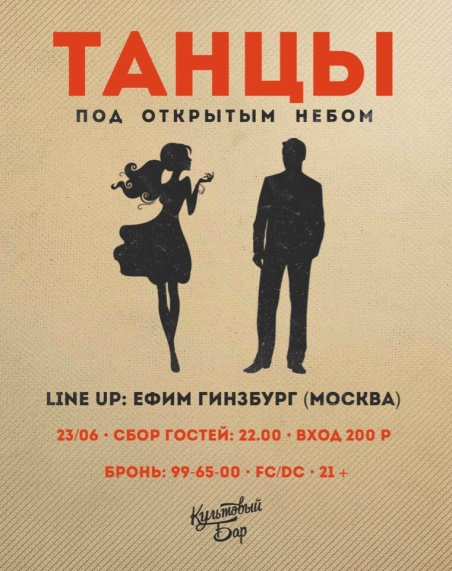 ТАНЦЫ
ПОД ОТКРЫТЫМ НЕБОМ
LINE UP: ЕФИМ ГИНЗБУРГ (МОСКВА)
23/06 · СБОР ГОСТЕЙ: 22.00 · ВХОД 200 Р
БРОНЬ: 99-65-00 · FC/DC · 21 +
Культовый
Бар